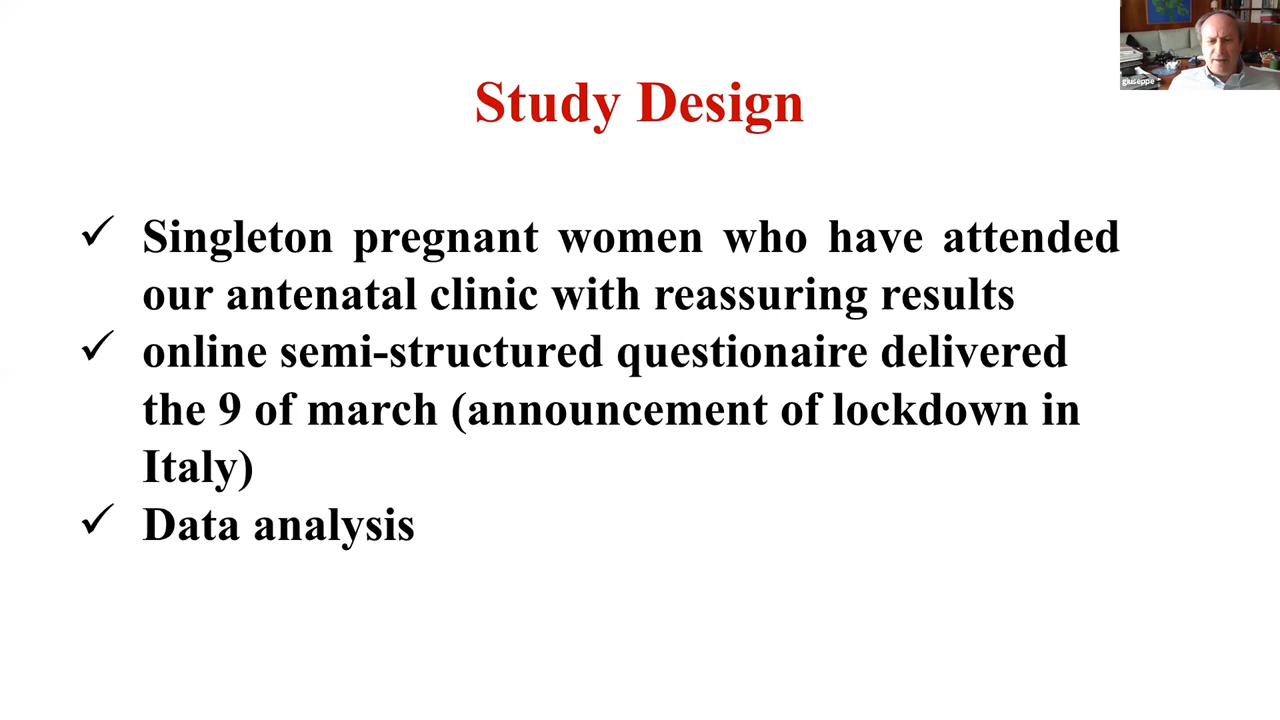 giuseppe
Study Design
✓ Singleton pregnant women who have attended
our antenatal clinic with reassuring results
✓ online semi-structured questionaire delivered
the 9 of march (announcement of lockdown in
Italy)
✓ Data analysis